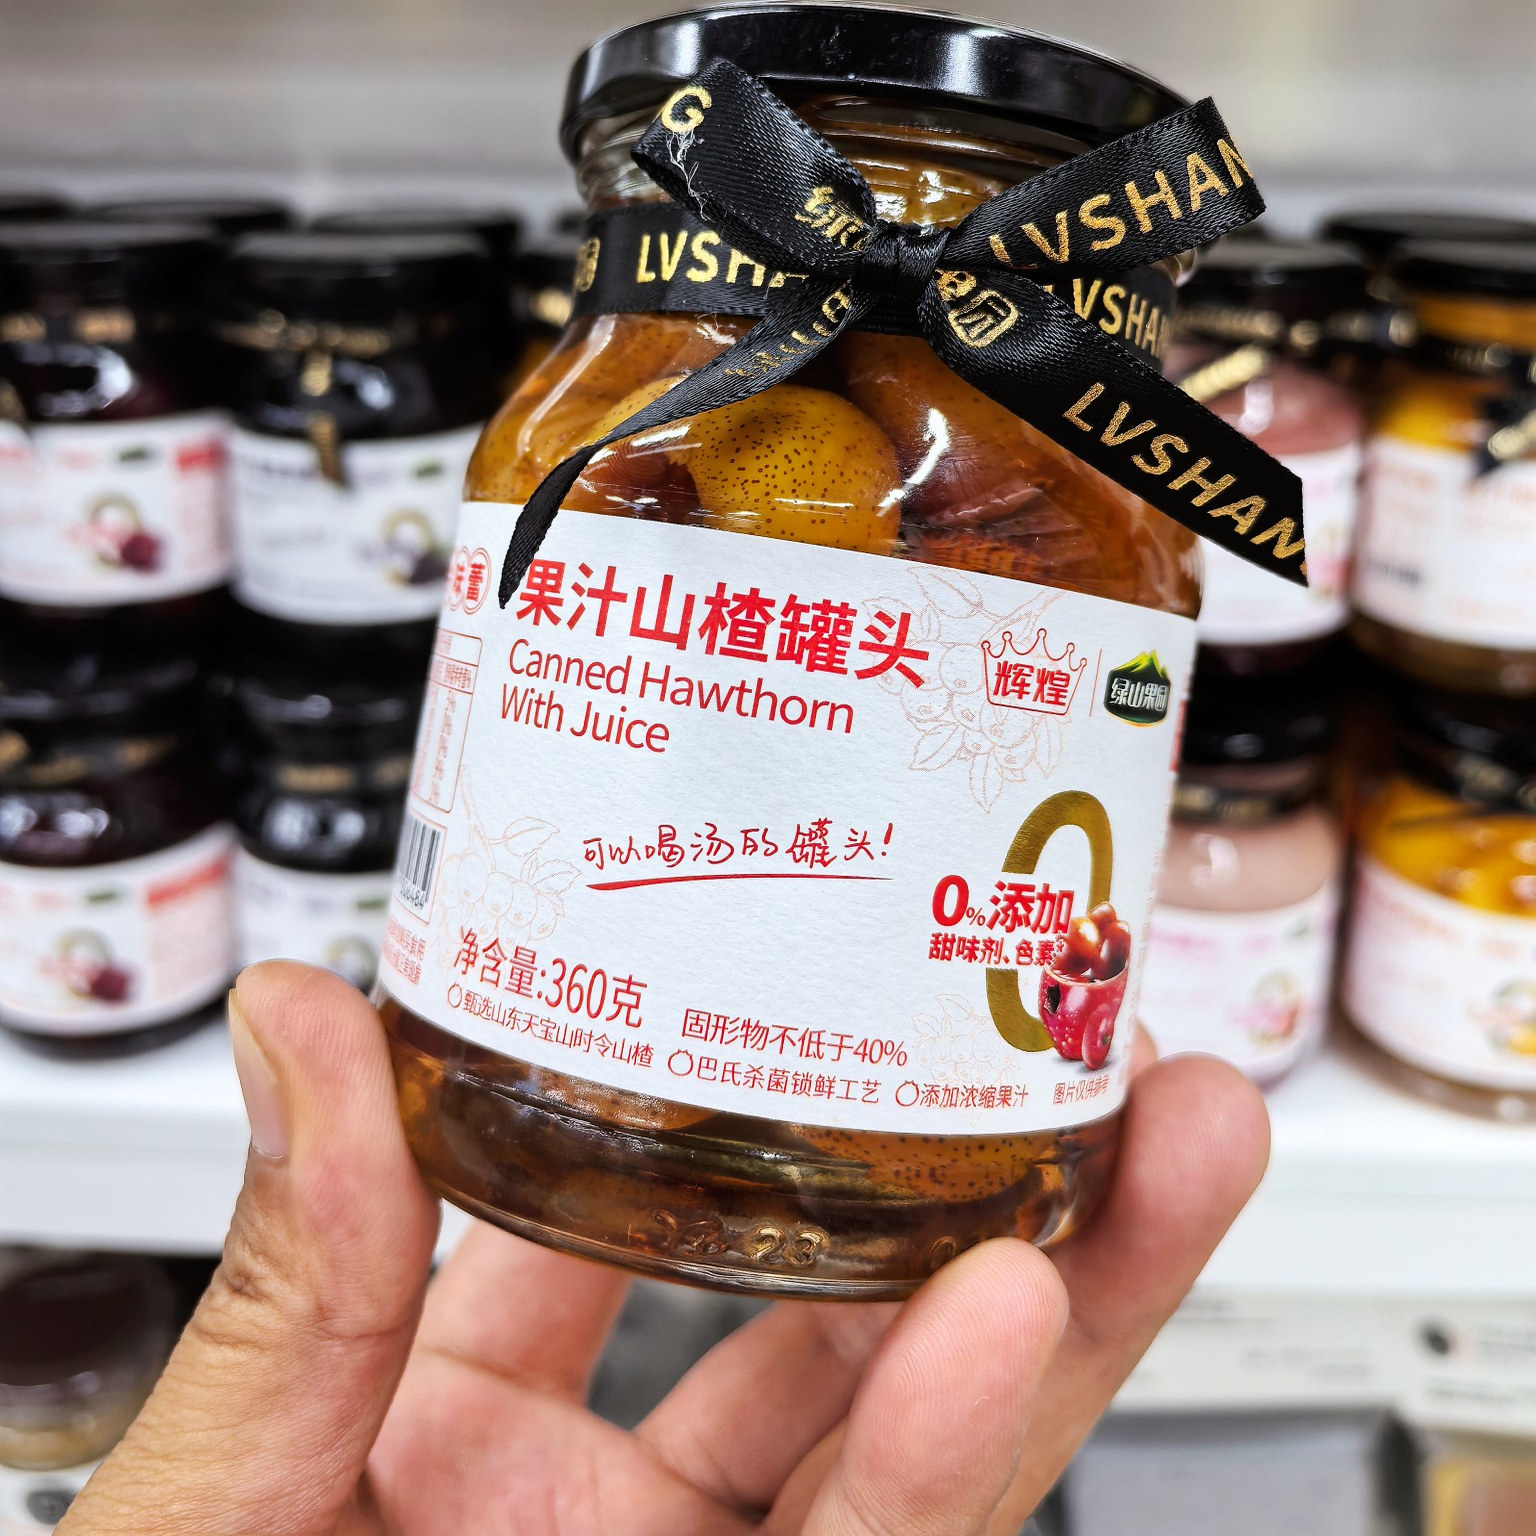 G
LVSHAN
LVSH
LVSHAN
LVSHAN
果汁山楂罐头
Canned Hawthorn
With Juice
辉煌
绿山果园
可以喝汤的罐头!
0%添加
甜味剂、色素
净含量:360克
固形物不低于40%
甄选山东天宝山时令山楂
巴氏杀菌锁鲜工艺
添加浓缩果汁
图片仅供参考
23